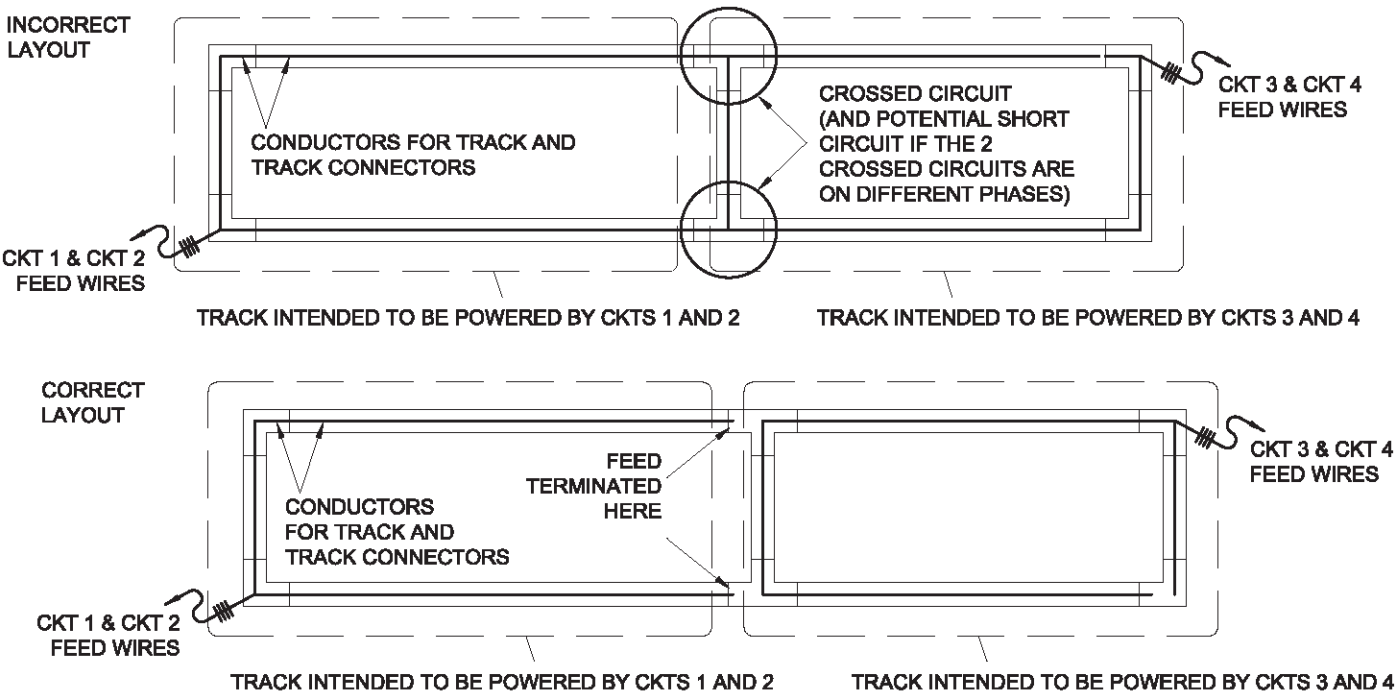 INCORRECT
LAYOUT
CONDUCTORS FOR TRACK AND
TRACK CONNECTORS
CROSSED CIRCUIT
(AND POTENTIAL SHORT
CIRCUIT IF THE 2
CROSSED CIRCUITS ARE
ON DIFFERENT PHASES)
CKT 3 & CKT 4
FEED WIRES
CKT 1 & CKT 2
FEED WIRES
TRACK INTENDED TO BE POWERED BY CKTS 1 AND 2
TRACK INTENDED TO BE POWERED BY CKTS 3 AND 4
CORRECT
LAYOUT
CONDUCTORS
FOR TRACK AND
TRACK CONNECTORS
FEED
TERMINATED
HERE
CKT 3 & CKT 4
FEED WIRES
CKT 1 & CKT 2
FEED WIRES
TRACK INTENDED TO BE POWERED BY CKTS 1 AND 2
TRACK INTENDED TO BE POWERED BY CKTS 3 AND 4